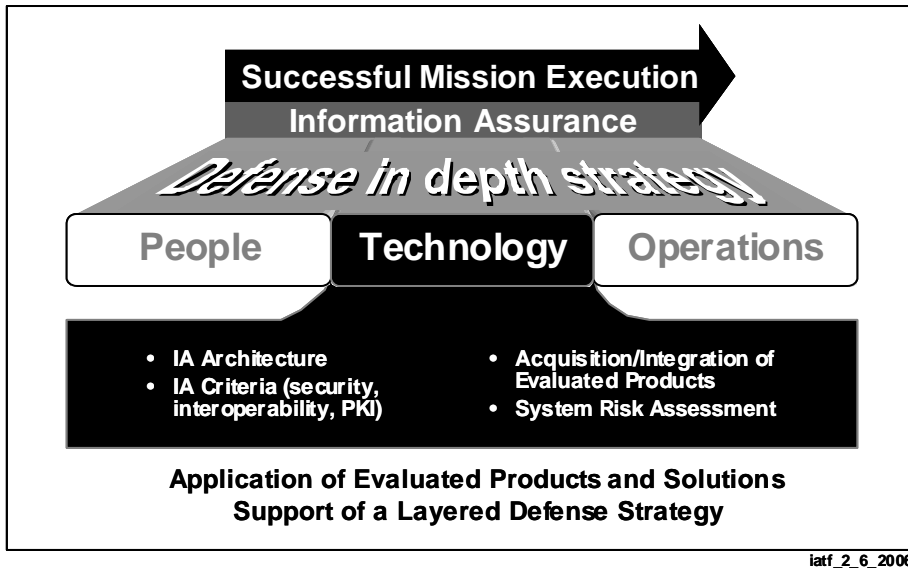 Successful Mission Execution
Information Assurance
Defense in depth strategy
People
Technology
Operations
• IA Architecture
• IA Criteria (security,
interoperability, PKI)
• Acquisition/Integration of
Evaluated Products
• System Risk Assessment
Application of Evaluated Products and Solutions
Support of a Layered Defense Strategy
iatf_2_6_2006